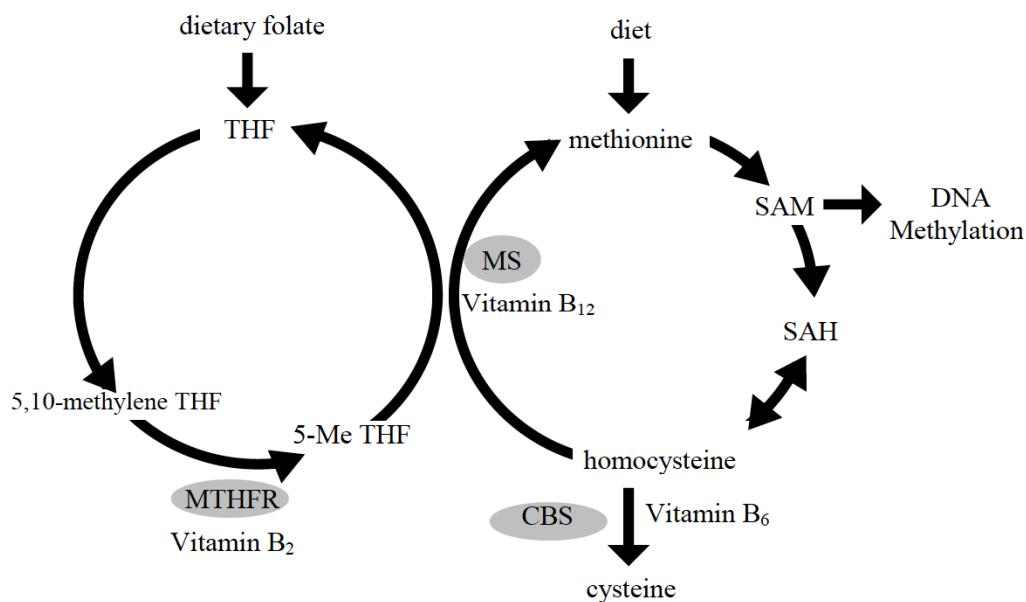 dietary folate
diet
THF
methionine
SAM
DNA
Methylation
MS
Vitamin B₁₂
SAH
5,10-methylene THF
5-Me THF
homocysteine
MTHFR
Vitamin B₂
CBS
Vitamin B₆
cysteine